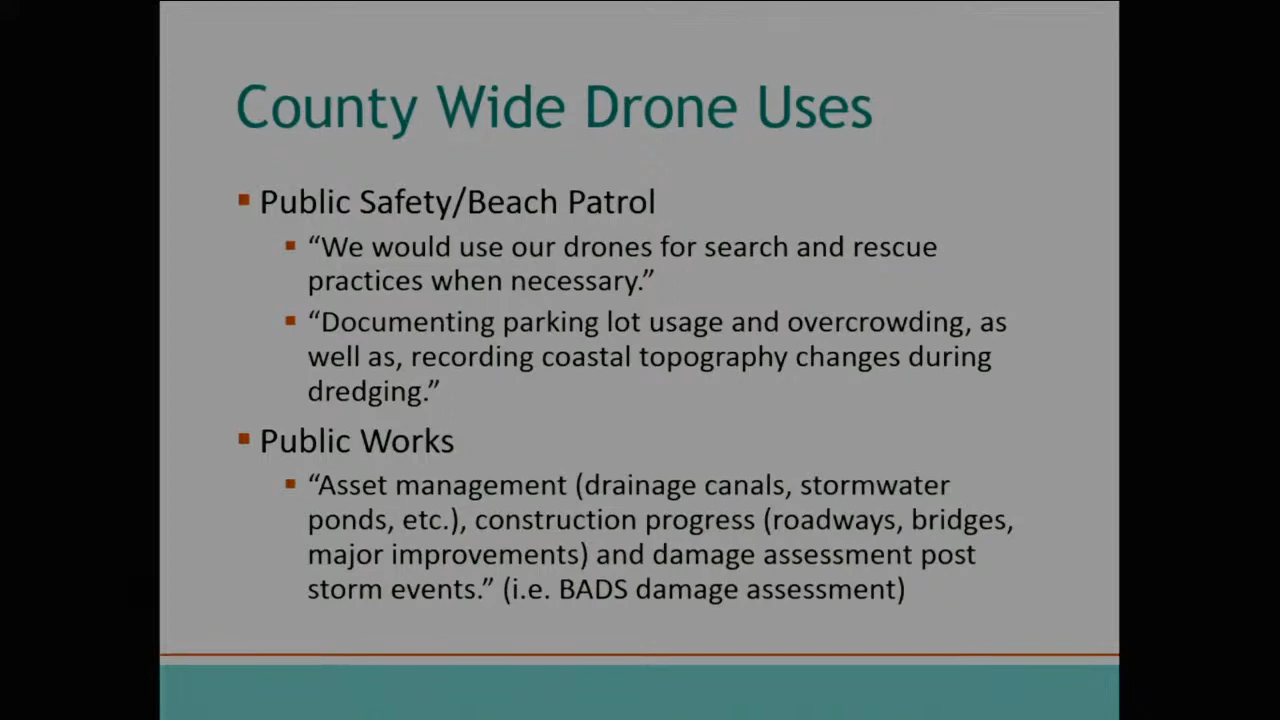 County Wide Drone Uses
Public Safety/Beach Patrol
“We would use our drones for search and rescue
practices when necessary.”
“Documenting parking lot usage and overcrowding, as
well as, recording coastal topography changes during
dredging.”
Public Works
“Asset management (drainage canals, stormwater
ponds, etc.), construction progress (roadways, bridges,
major improvements) and damage assessment post
storm events.” (i.e. BADS damage assessment)